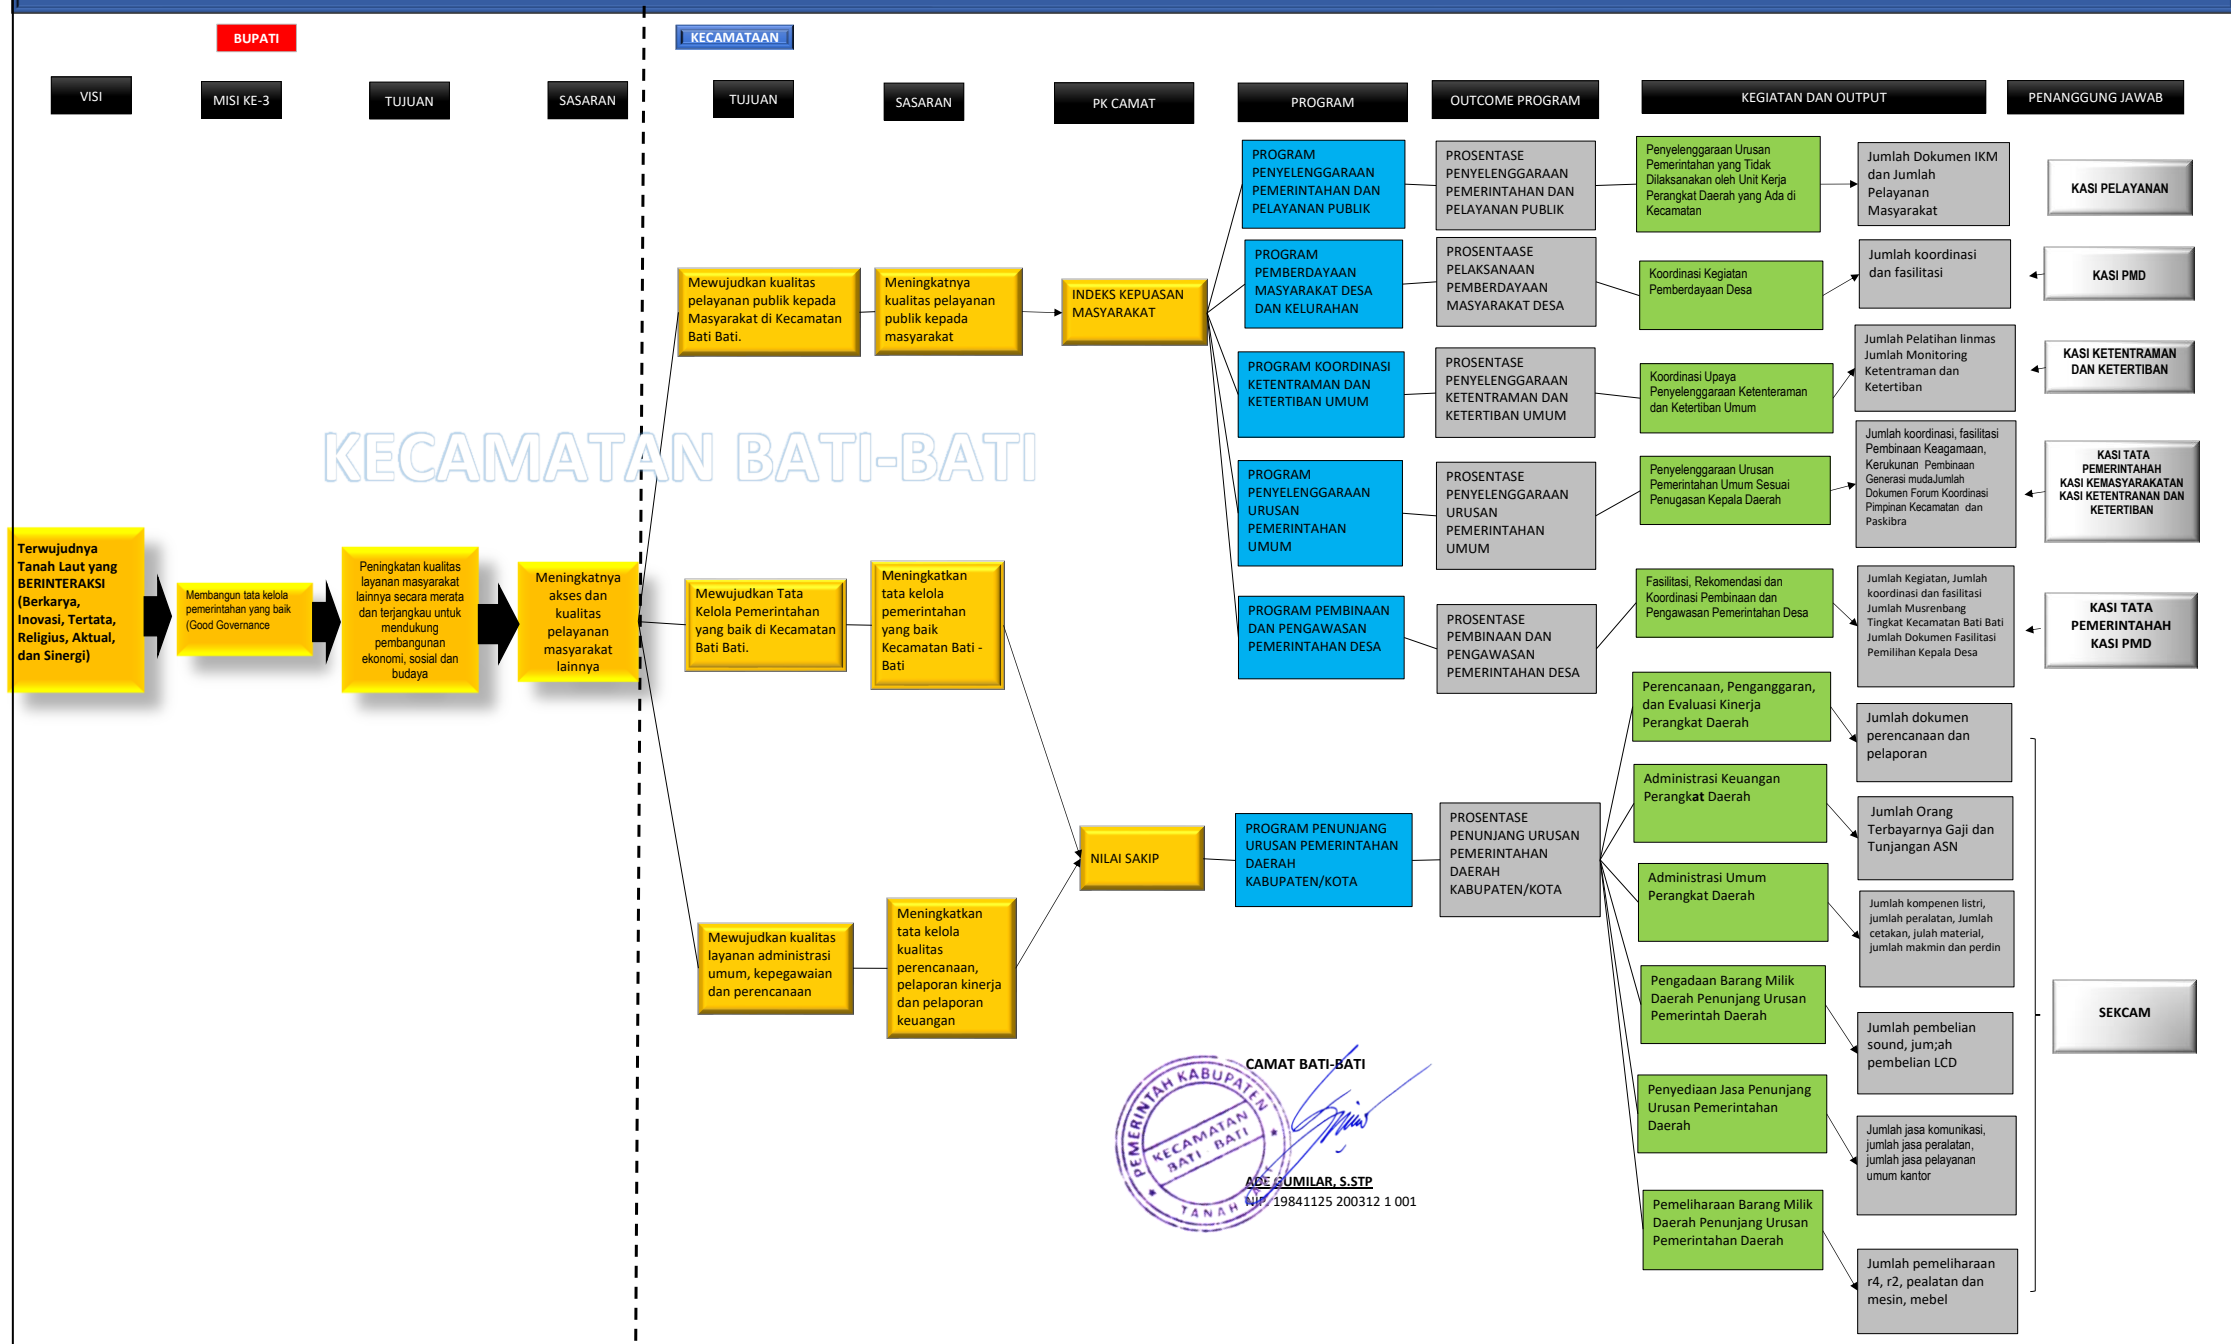 BUPATI
KECAMATAAN
VISI
MISI KE-3
TUJUAN
SASARAN
TUJUAN
SASARAN
PK CAMAT
PROGRAM
OUTCOME PROGRAM
KEGIATAN DAN OUTPUT
PENANGGUNG JAWAB
KECAMATAN BATI-BATI
Terwujudnya
Tanah Laut yang
BERINTERAKSI
(Berkarya,
Inovasi, Tertata,
Religius, Aktual,
dan Sinergi)
Membangun tata kelola
pemerintahan yang baik
(Good Governance
Peningkatan kualitas
layanan masyarakat
lainnya secara merata
dan terjangkau untuk
mendukung
pembangunan
ekonomi, sosial dan
budaya
Meningkatnya
akses dan
kualitas
pelayanan
masyarakat
lainnya
Mewujudkan kualitas
pelayanan publik kepada
Masyarakat di Kecamatan
Bati Bati.
Meningkatnya
kualitas pelayanan
publik kepada
masyarakat
INDEKS KEPUASAN
MASYARAKAT
Mewujudkan Tata
Kelola Pemerintahan
yang baik di Kecamatan
Bati Bati.
Meningkatkan
tata kelola
pemerintahan
yang baik
Kecamatan Bati -
Bati
Mewujudkan kualitas
layanan administrasi
umum, kepegawaian
dan perencanaan
Meningkatkan
tata kelola
kualitas
perencanaan,
pelaporan kinerja
dan pelaporan
keuangan
NILAI SAKIP
PROGRAM
PENYELENGGARAAN
PEMERINTAHAN DAN
PELAYANAN PUBLIK
PROSENTASE
PENYELENGGARAAN
PEMERINTAHAN DAN
PELAYANAN PUBLIK
Penyelenggaraan Urusan
Pemerintahan yang Tidak
Dilaksanakan oleh Unit Kerja
Perangkat Daerah yang Ada di
Kecamatan
Jumlah Dokumen IKM
dan Jumlah
Pelayanan
Masyarakat
KASI PELAYANAN
PROGRAM
PEMBERDAYAAN
MASYARAKAT DESA
DAN KELURAHAN
PROSENTAASE
PELAKSANAAN
PEMBERDAYAAN
MASYARAKAT DESA
Koordinasi Kegiatan
Pemberdayaan Desa
Jumlah koordinasi
dan fasilitasi
KASI PMD
PROGRAM KOORDINASI
KETENTRAMAN DAN
KETERTIBAN UMUM
PROSENTASE
PENYELENGGARAAN
KETENTRAMAN DAN
KETERTIBAN UMUM
Koordinasi Upaya
Penyelenggaraan Ketenteraman
dan Ketertiban Umum
Jumlah Pelatihan linmas
Jumlah Monitoring
Ketentraman dan
Ketertiban
KASI KETENTRAMAN
DAN KETERTIBAN
PROGRAM
PENYELENGGARAAN
URUSAN
PEMERINTAHAN
UMUM
PROSENTASE
PENYELENGGARAAN
URUSAN
PEMERINTAHAN
UMUM
Penyelenggaraan Urusan
Pemerintahan Umum Sesuai
Penugasan Kepala Daerah
Jumlah koordinasi, fasilitasi
Pembinaan Keagamaan,
Kerukunan Pembinaan
Generasi mudaJumlah
Dokumen Forum Koordinasi
Pimpinan Kecamatan dan
Paskibra
KASI TATA
PEMERINTAHAH
KASI KEMASYARAKATAN
KASI KETENTRANAN DAN
KETERTIBAN
PROGRAM PEMBINAAN
DAN PENGAWASAN
PEMERINTAHAN DESA
PROSENTASE
PEMBINAAN DAN
PENGAWASAN
PEMERINTAHAN DESA
Fasilitasi, Rekomendasi dan
Koordinasi Pembinaan dan
Pengawasan Pemerintahan Desa
Jumlah Kegiatan, Jumlah
koordinasi dan fasilitasi
Jumlah Musrenbang
Tingkat Kecamatan Bati Bati
Jumlah Dokumen Fasilitasi
Pemilihan Kepala Desa
KASI TATA
PEMERINTAHAH
KASI PMD
PROGRAM PENUNJANG
URUSAN PEMERINTAHAN
DAERAH
KABUPATEN/KOTA
PROSENTASE
PENUNJANG URUSAN
PEMERINTAHAN
DAERAH
KABUPATEN/KOTA
Perencanaan, Penganggaran,
dan Evaluasi Kinerja
Perangkat Daerah
Jumlah dokumen
perencanaan dan
pelaporan
Administrasi Keuangan
Perangkat Daerah
Jumlah Orang
Terbayarnya Gaji dan
Tunjangan ASN
Administrasi Umum
Perangkat Daerah
Jumlah kompenen listri,
jumlah peralatan, Jumlah
cetakan, julah material,
jumlah makmin dan perdin
Pengadaan Barang Milik
Daerah Penunjang Urusan
Pemerintah Daerah
Jumlah pembelian
sound, jum;ah
pembelian LCD
Penyediaan Jasa Penunjang
Urusan Pemerintahan
Daerah
Jumlah jasa komunikasi,
jumlah jasa peralatan,
jumlah jasa pelayanan
umum kantor
Pemeliharaan Barang Milik
Daerah Penunjang Urusan
Pemerintahan Daerah
Jumlah pemeliharaan
r4, r2, pealatan dan
mesin, mebel
SEKCAM
CAMAT BATI-BATI
PEMERINTAH KABUPATEN
KECAMATAN
BATI - BATI
TANAH LAUT
ADE GUMILAR, S.STP
NIP. 19841125 200312 1 001